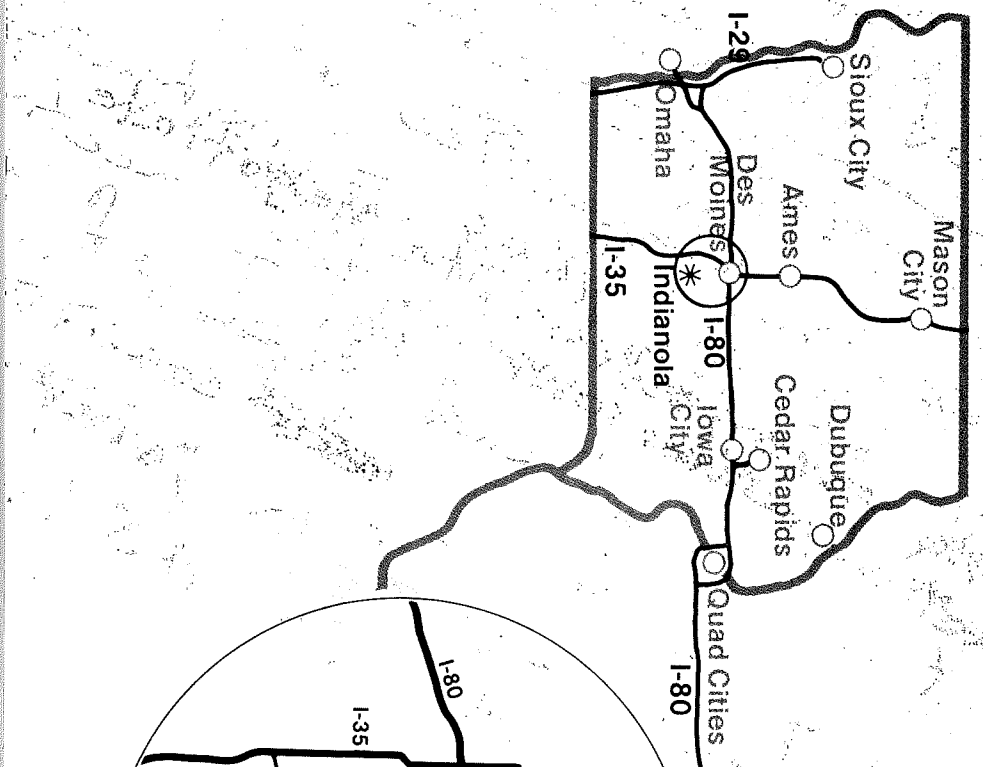 Mason
City
Sioux City
Ames
Dubuque
Cedar Rapids
I-29
Des
Moines
I-80
Iowa
City
Quad Cities
Omaha
Indianola
I-80
I-35
I-80
I-35